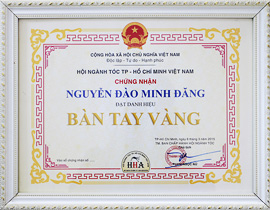 CỘNG HÒA XÃ HỘI CHỦ NGHĨA VIỆT NAM
Độc lập - Tự do - Hạnh phúc
HỘI NGÀNH TÓC TP - HỒ CHÍ MINH VIỆT NAM
CHỨNG NHẬN
NGUYỄN ĐÀO MINH ĐĂNG
ĐẠT DANH HIỆU
BÀN TAY VÀNG
HHA